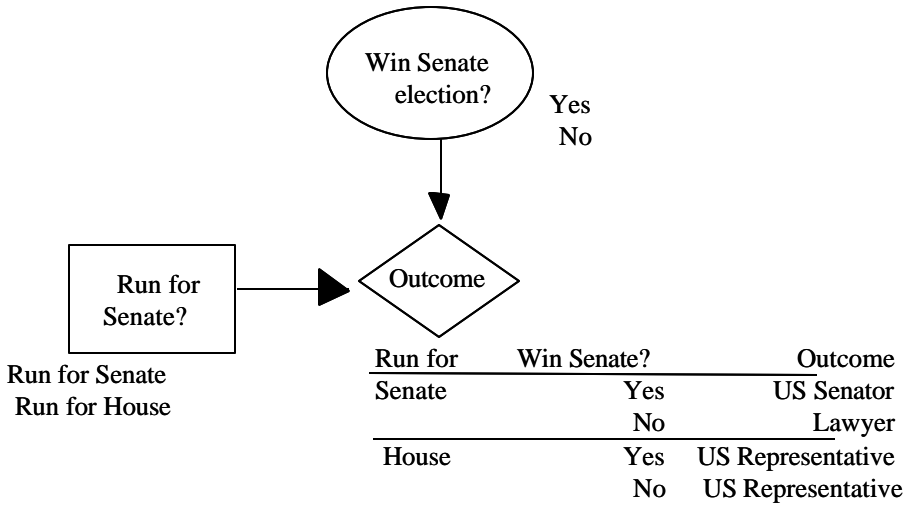 Win Senate
election?
Yes
No
Run for
Senate?
Outcome
Run for Senate
Run for House
Run for Win Senate? Outcome
Senate Yes US Senator
No Lawyer
House Yes US Representative
No US Representative